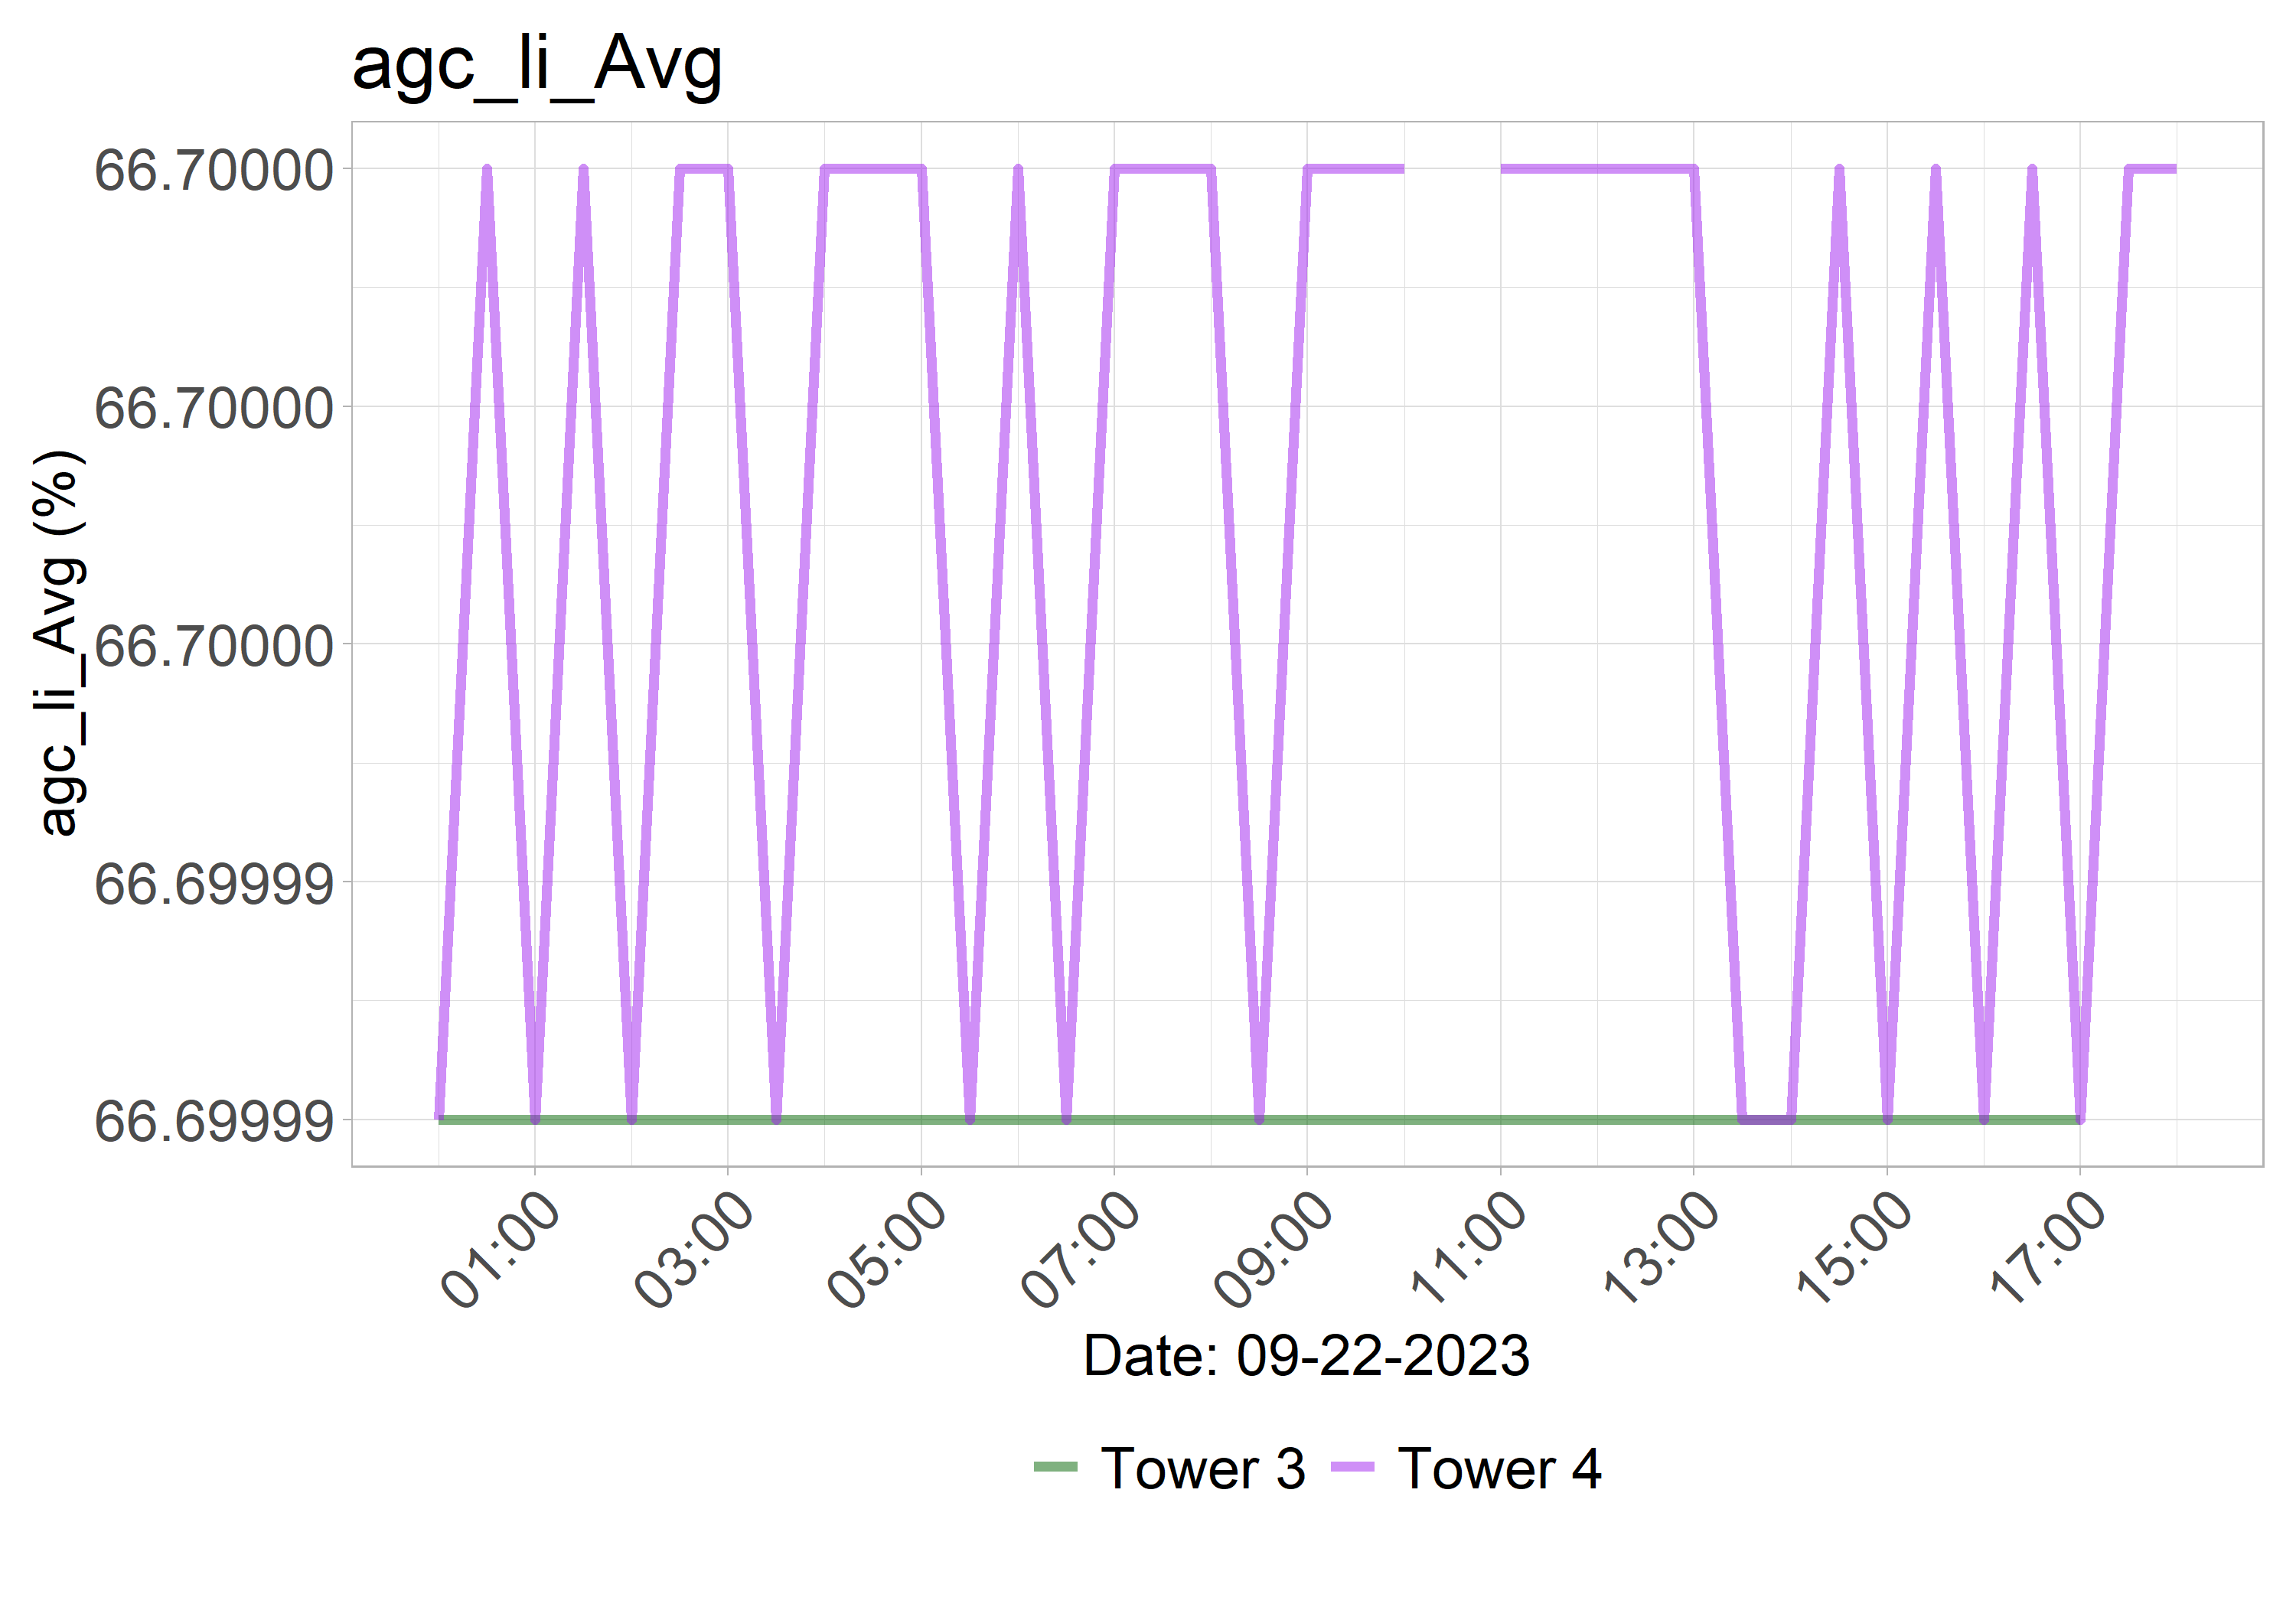 agc_li_Avg
agc_li_Avg (%)
66.70000
66.70000
66.70000
66.69999
66.69999
01:00
03:00
05:00
07:00
09:00
11:00
13:00
15:00
17:00
Date: 09-22-2023
Tower 3
Tower 4